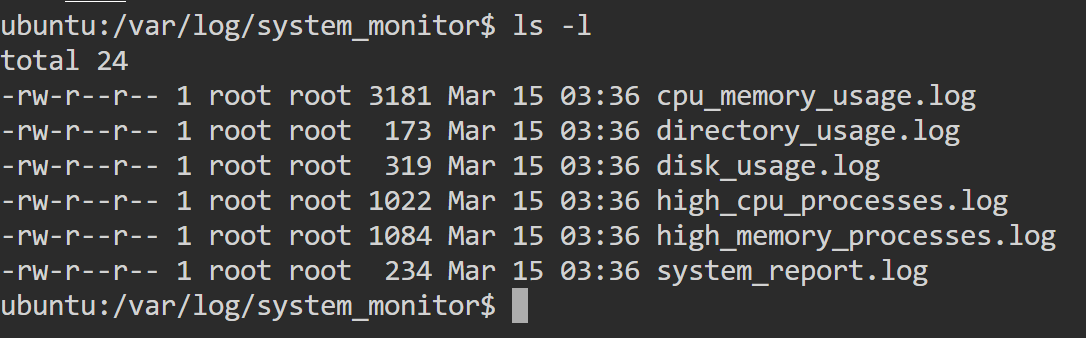 ubuntu:/var/log/system_monitor$ ls -l
total 24
-rw-r--r-- 1 root root 3181 Mar 15 03:36 cpu_memory_usage.log
-rw-r--r-- 1 root root  173 Mar 15 03:36 directory_usage.log
-rw-r--r-- 1 root root  319 Mar 15 03:36 disk_usage.log
-rw-r--r-- 1 root root 1022 Mar 15 03:36 high_cpu_processes.log
-rw-r--r-- 1 root root 1084 Mar 15 03:36 high_memory_processes.log
-rw-r--r-- 1 root root  234 Mar 15 03:36 system_report.log
ubuntu:/var/log/system_monitor$